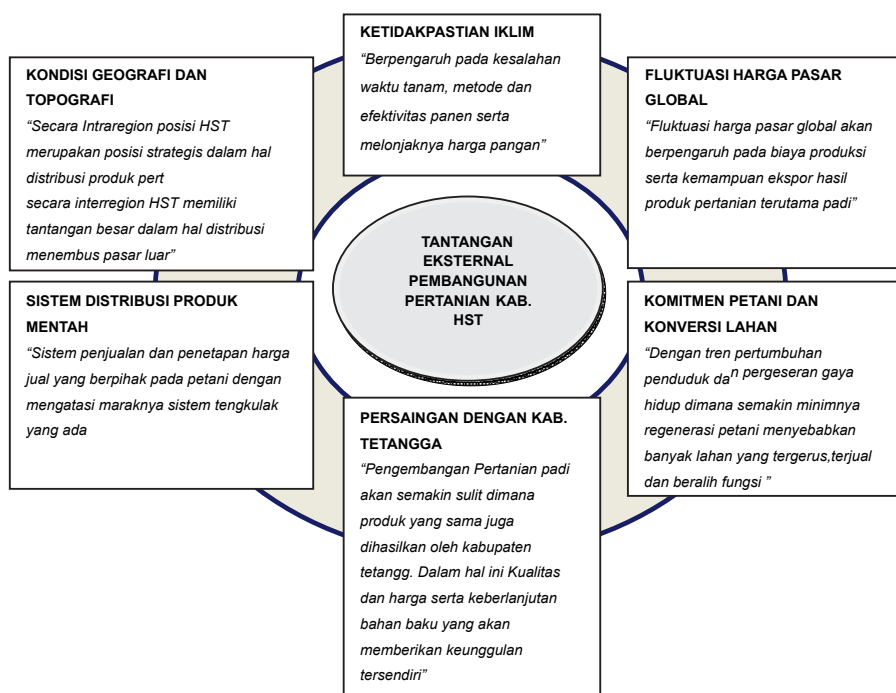 KETIDAKPASTIAN IKLIM
“Berpengaruh pada kesalahan
waktu tanam, metode dan
efektivitas panen serta
melonjaknya harga pangan”
KONDISI GEOGRAFI DAN
TOPOGRAFI
“Secara Intraregion posisi HST
merupakan posisi strategis dalam hal
distribusi produk pert
secara interregion HST memiliki
tantangan besar dalam hal distribusi
menembus pasar luar”
FLUKTUASI HARGA PASAR
GLOBAL
“Fluktuasi harga pasar global akan
berpengaruh pada biaya produksi
serta kemampuan ekspor hasil
produk pertanian terutama padi”
TANTANGAN
EKSTERNAL
PEMBANGUNAN
PERTANIAN KAB.
HST
SISTEM DISTRIBUSI PRODUK
MENTAH
“Sistem penjualan dan penetapan harga
jual yang berpihak pada petani dengan
mengatasi maraknya sistem tengkulak
yang ada
KOMITMEN PETANI DAN
KONVERSI LAHAN
“Dengan tren pertumbuhan
penduduk dan pergeseran gaya
hidup dimana semakin minimnya
regenerasi petani menyebabkan
banyak lahan yang tergerus,terjual
dan beralih fungsi ”
PERSAINGAN DENGAN KAB.
TETANGGA
“Pengembangan Pertanian padi
akan semakin sulit dimana
produk yang sama juga
dihasilkan oleh kabupaten
tetangg. Dalam hal ini Kualitas
dan harga serta keberlanjutan
bahan baku yang akan
memberikan keunggulan
tersendiri”